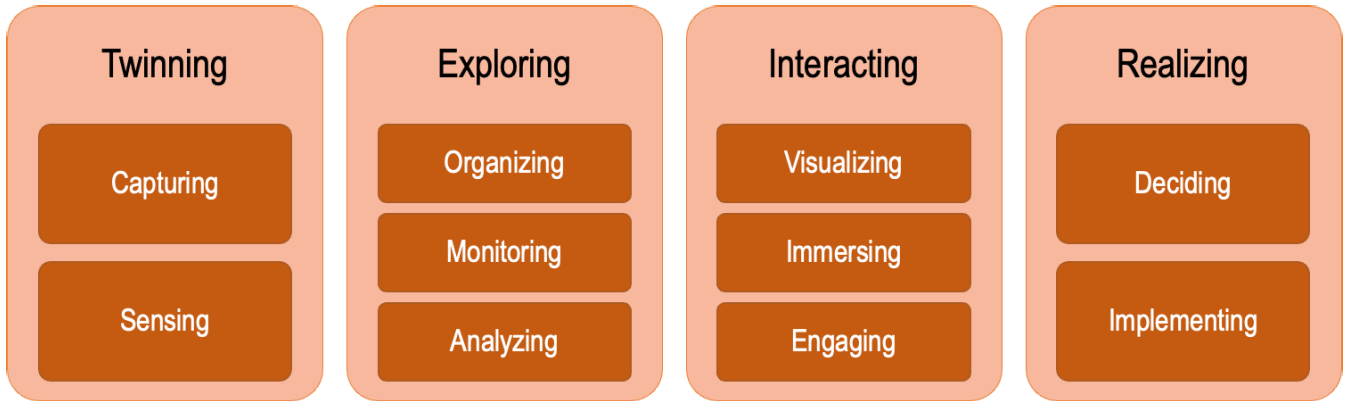 Twinning
Capturing
Sensing
Exploring
Organizing
Monitoring
Analyzing
Interacting
Visualizing
Immersing
Engaging
Realizing
Deciding
Implementing